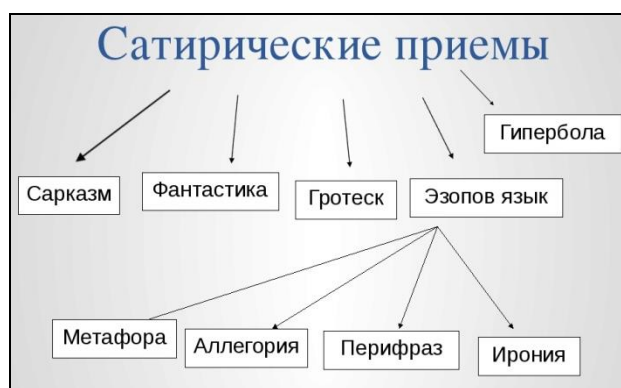 Сатирические приемы
Гипербола
Сарказм
Фантастика
Гротеск
Эзопов язык
Метафора
Аллегория
Перифраз
Ирония